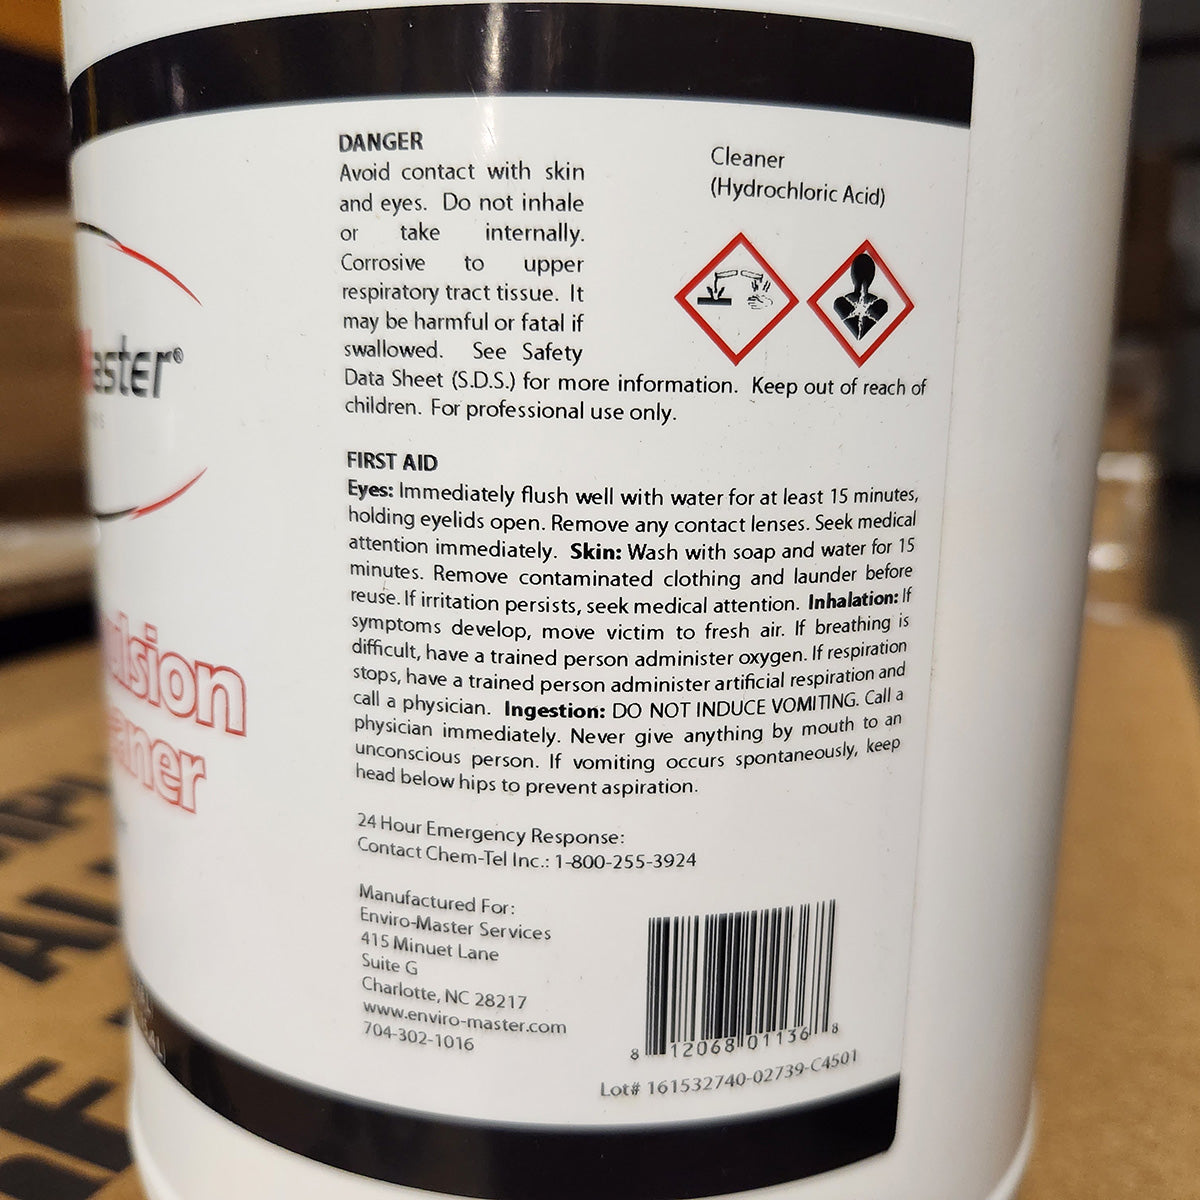 DANGER
Avoid contact with skin
and eyes. Do not inhale
or take internally.
Corrosive to upper
respiratory tract tissue. It
may be harmful or fatal if
swallowed. See Safety
Data Sheet (S.D.S.) for more information. Keep out of reach of
children. For professional use only.
Cleaner
(Hydrochloric Acid)
FIRST AID
Eyes: Immediately flush well with water for at least 15 minutes,
holding eyelids open. Remove any contact lenses. Seek medical
attention immediately. Skin: Wash with soap and water for 15
minutes. Remove contaminated clothing and launder before
reuse. If irritation persists, seek medical attention. Inhalation: If
symptoms develop, move victim to fresh air. If breathing is
difficult, have a trained person administer oxygen. If respiration
stops, have a trained person administer artificial respiration and
call a physician. Ingestion: DO NOT INDUCE VOMITING. Call a
physician immediately. Never give anything by mouth to an
unconscious person. If vomiting occurs spontaneously, keep
head below hips to prevent aspiration.
24 Hour Emergency Response:
Contact Chem-Tel Inc.: 1-800-255-3924
Manufactured For:
Enviro-Master Services
415 Minuet Lane
Suite G
Charlotte, NC 28217
www.enviro-master.com
704-302-1016
8 12068 01136 8
Lot# 161532740-02739-C4501
Master®